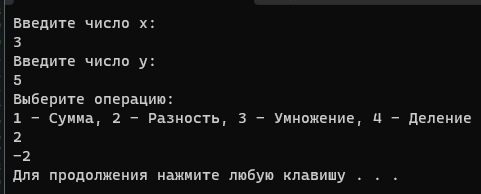 Введите число x:
3
Введите число y:
5
Выберите операцию:
1 - Сумма, 2 - Разность, 3 - Умножение, 4 - Деление
2
-2
Для продолжения нажмите любую клавишу . . .